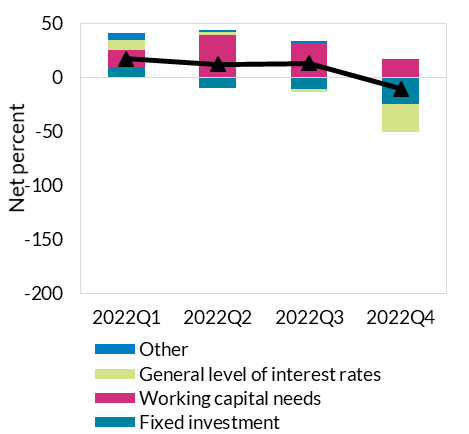 50
0
-50
-100
-150
-200
Net percent
2022Q1 2022Q2 2022Q3 2022Q4
Other
General level of interest rates
Working capital needs
Fixed investment